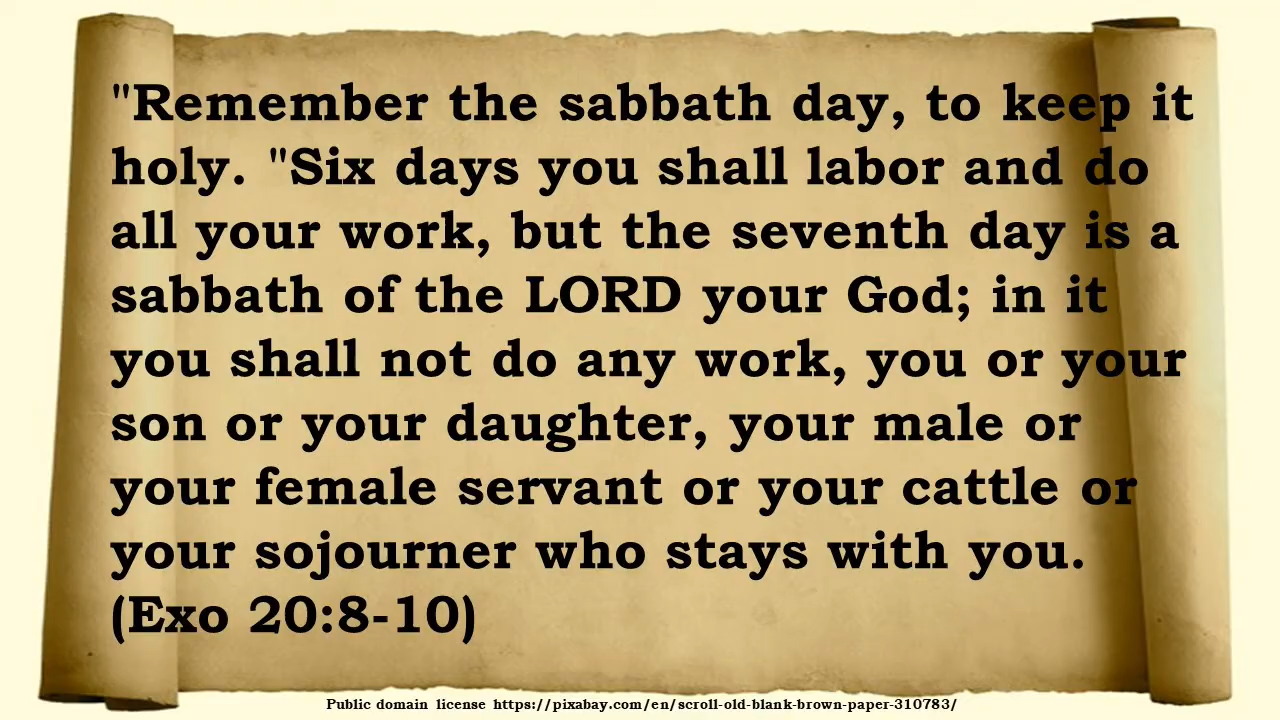 "Remember the sabbath day, to keep it
holy. "Six days you shall labor and do
all your work, but the seventh day is a
sabbath of the LORD your God; in it
you shall not do any work, you or your
son or your daughter, your male or
your female servant or your cattle or
your sojourner who stays with you.
(Exo 20:8-10)
Public domain license https://pixabay.com/en/scroll-old-blank-brown-paper-310783/